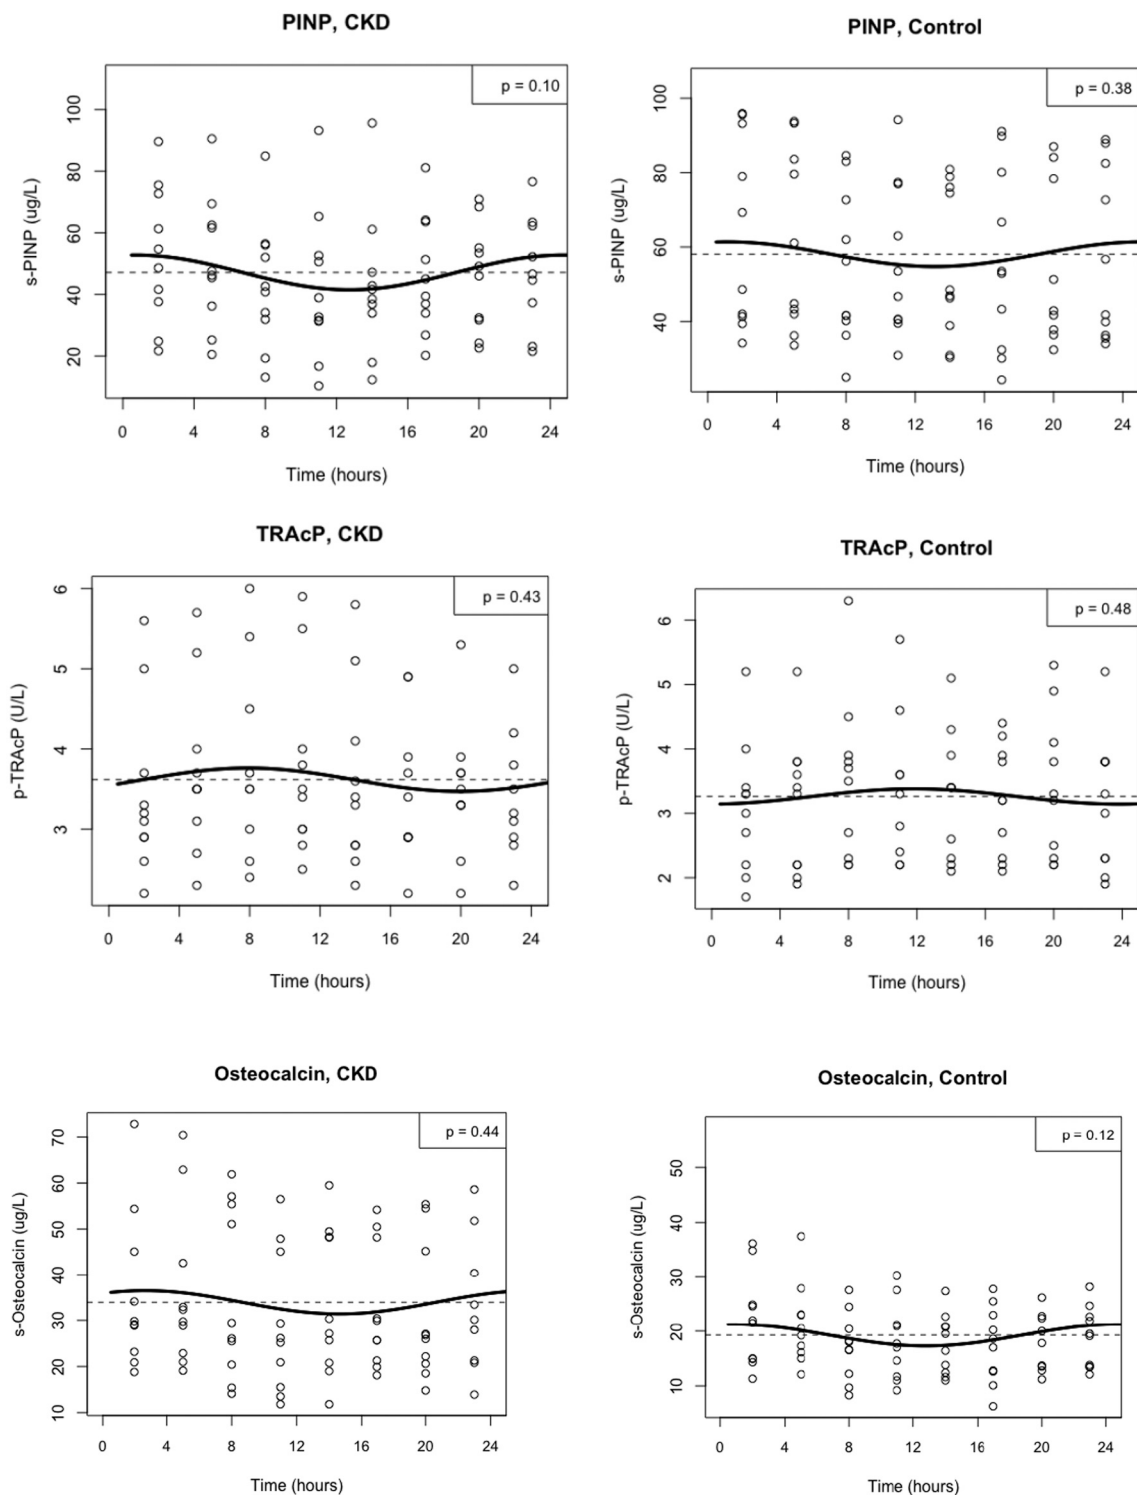 PINP, CKD
p = 0.10
s-PINP (ug/L)
100
80
60
40
20
0 4 8 12 16 20 24
Time (hours)
PINP, Control
p = 0.38
s-PINP (ug/L)
100
80
60
40
0 4 8 12 16 20 24
Time (hours)
TRAcP, CKD
p = 0.43
p-TRAcP (U/L)
6
5
4
3
0 4 8 12 16 20 24
Time (hours)
TRAcP, Control
p = 0.48
p-TRAcP (U/L)
6
5
4
3
2
0 4 8 12 16 20 24
Time (hours)
Osteocalcin, CKD
p = 0.44
s-Osteocalcin (ug/L)
70
60
50
40
30
20
10
0 4 8 12 16 20 24
Time (hours)
Osteocalcin, Control
p = 0.12
s-Osteocalcin (ug/L)
50
40
30
20
10
0 4 8 12 16 20 24
Time (hours)